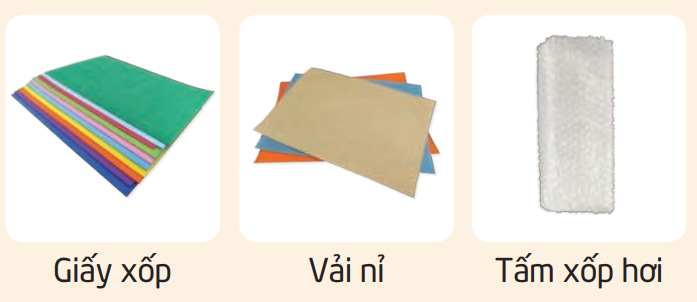 Giấy xốp
Vải nỉ
Tấm xốp hơi